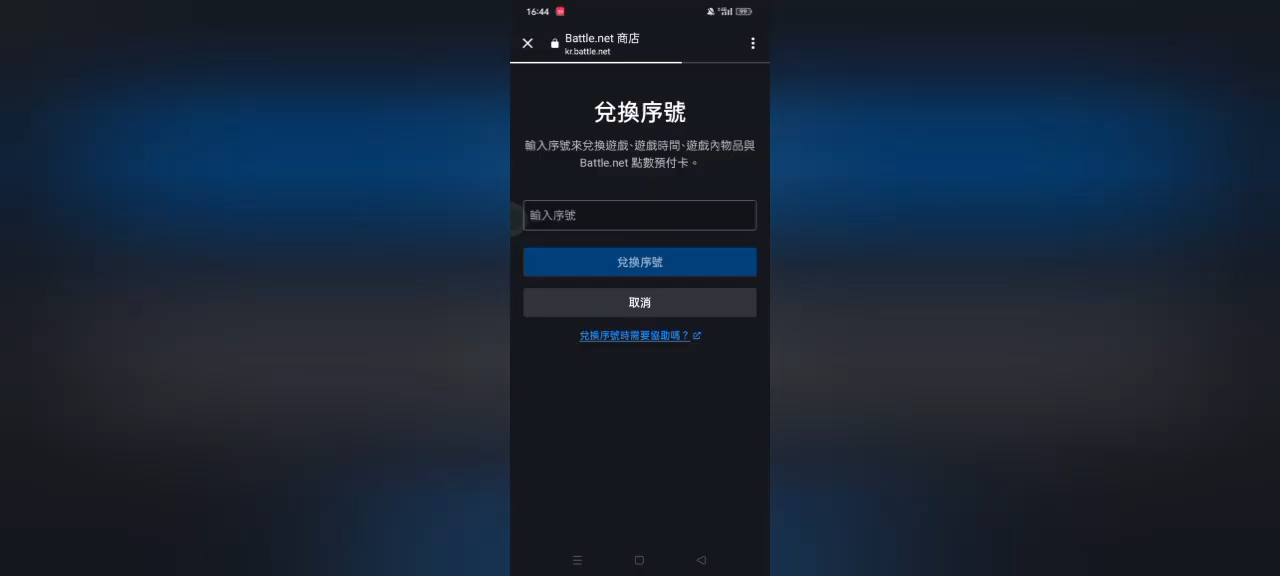 16:44
Battle.net 商店
kr.battle.net
兌換序號
輸入序號來兌換遊戲、遊戲時間、遊戲內物品與
Battle.net 點數預付卡。
輸入序號
兌換序號
取消
兌換序號時需要協助嗎？